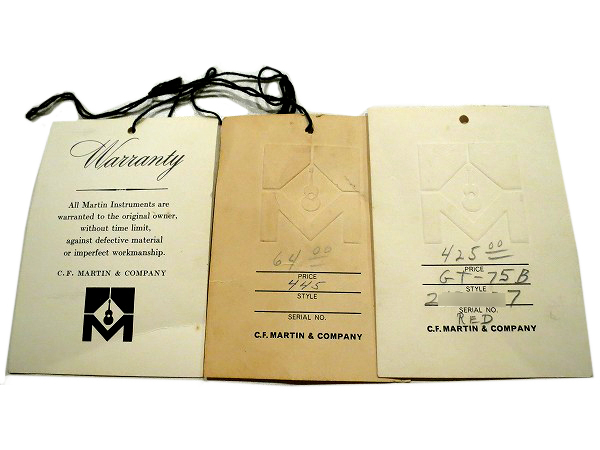 Warranty
All Martin Instruments are
warranted to the original owner,
without time limit,
against defective material
or imperfect workmanship.
C.F. MARTIN & COMPANY
64 00
PRICE
445
STYLE
SERIAL NO.
C.F. MARTIN & COMPANY
425 00
PRICE
GT-75B
STYLE
2 7
SERIAL NO.
RED
C.F. MARTIN & COMPANY